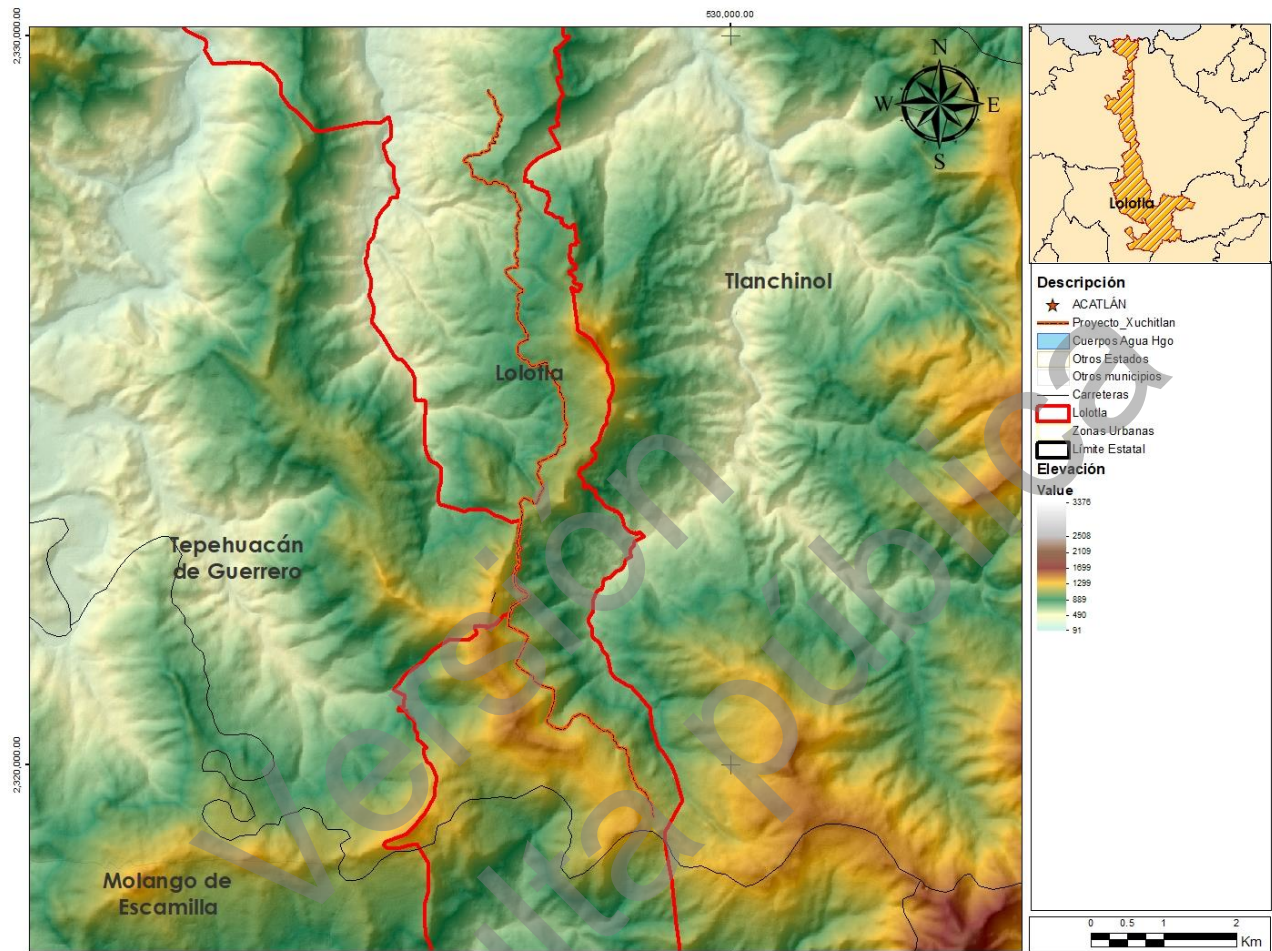 530,000.00
2,330,000.00
N
W E
S
Tlanchinol
Lolotla
Tepehuacán
de Guerrero
2,320,000.00
Molango de
Escamilla
Versión
pública
Lolotla
Descripción
ACATLÁN
Proyecto_Xuchitlan
Cuerpos Agua Hgo
Otros Estados
Otros municipios
Carreteras
Lolotla
Zonas Urbanas
Límite Estatal
Elevación
Value
3376
2508
2109
1699
1299
889
490
91
0 0.5 1 2
Km